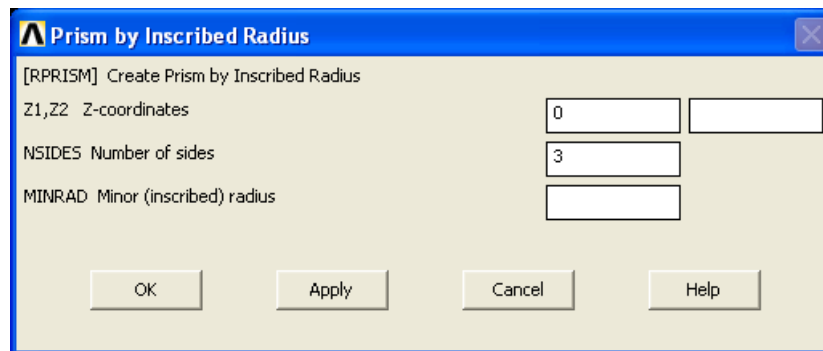 Prism by Inscribed Radius
[RPRISM] Create Prism by Inscribed Radius
Z1,Z2 Z-coordinates 0
NSIDES Number of sides 3
MINRAD Minor (inscribed) radius
OK Apply Cancel Help